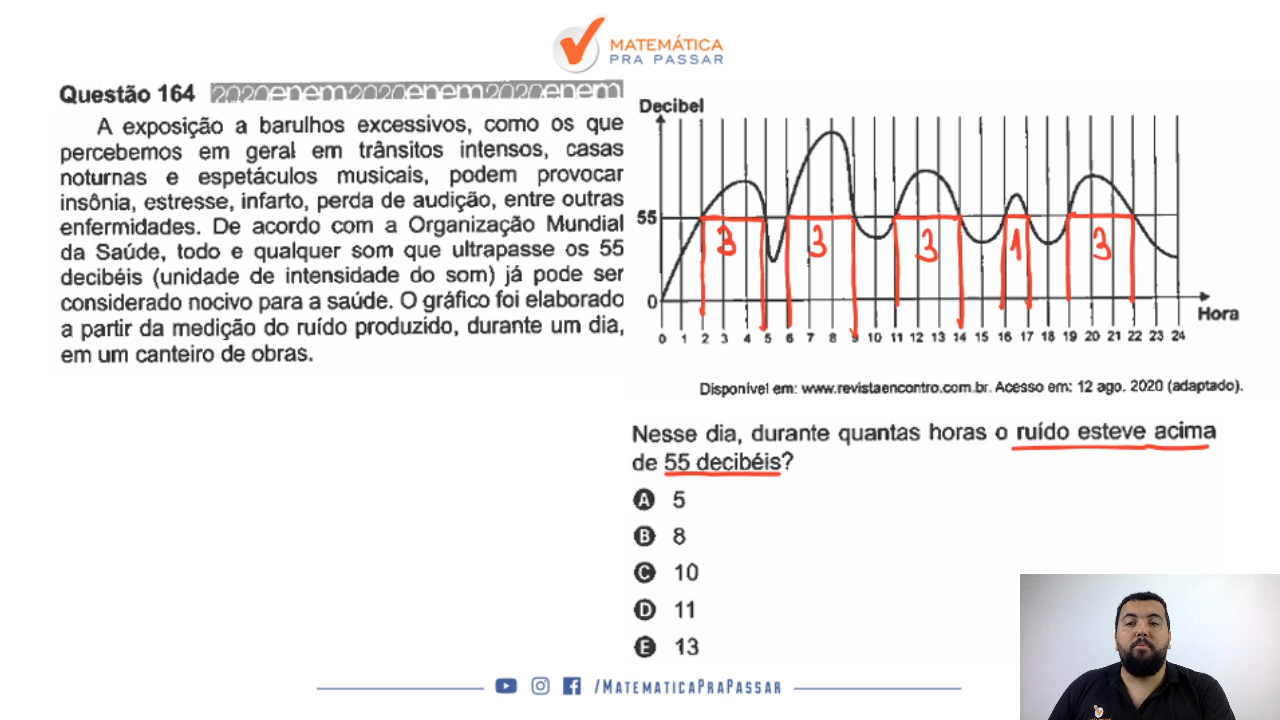 MATEMÁTICA
PRA PASSAR
Questão 164 2020enem2020enem2020enem
A exposição a barulhos excessivos, como os que
percebemos em geral em trânsitos intensos, casas
noturnas e espetáculos musicais, podem provocar
insônia, estresse, infarto, perda de audição, entre outras
enfermidades. De acordo com a Organização Mundial
da Saúde, todo e qualquer som que ultrapasse os 55
decibéis (unidade de intensidade do som) já pode ser
considerado nocivo para a saúde. O gráfico foi elaborado
a partir da medição do ruído produzido, durante um dia,
em um canteiro de obras.
Decibel
55
3 3 3 1 3
0
Hora
0 1 2 3 4 5 6 7 8 9 10 11 12 13 14 15 16 17 18 19 20 21 22 23 24
Disponível em: www.revistaencontro.com.br. Acesso em: 12 ago. 2020 (adaptado).
Nesse dia, durante quantas horas o ruído esteve acima
de 55 decibéis?
A 5
B 8
C 10
D 11
E 13
/MATEMATICAPRAPASSAR